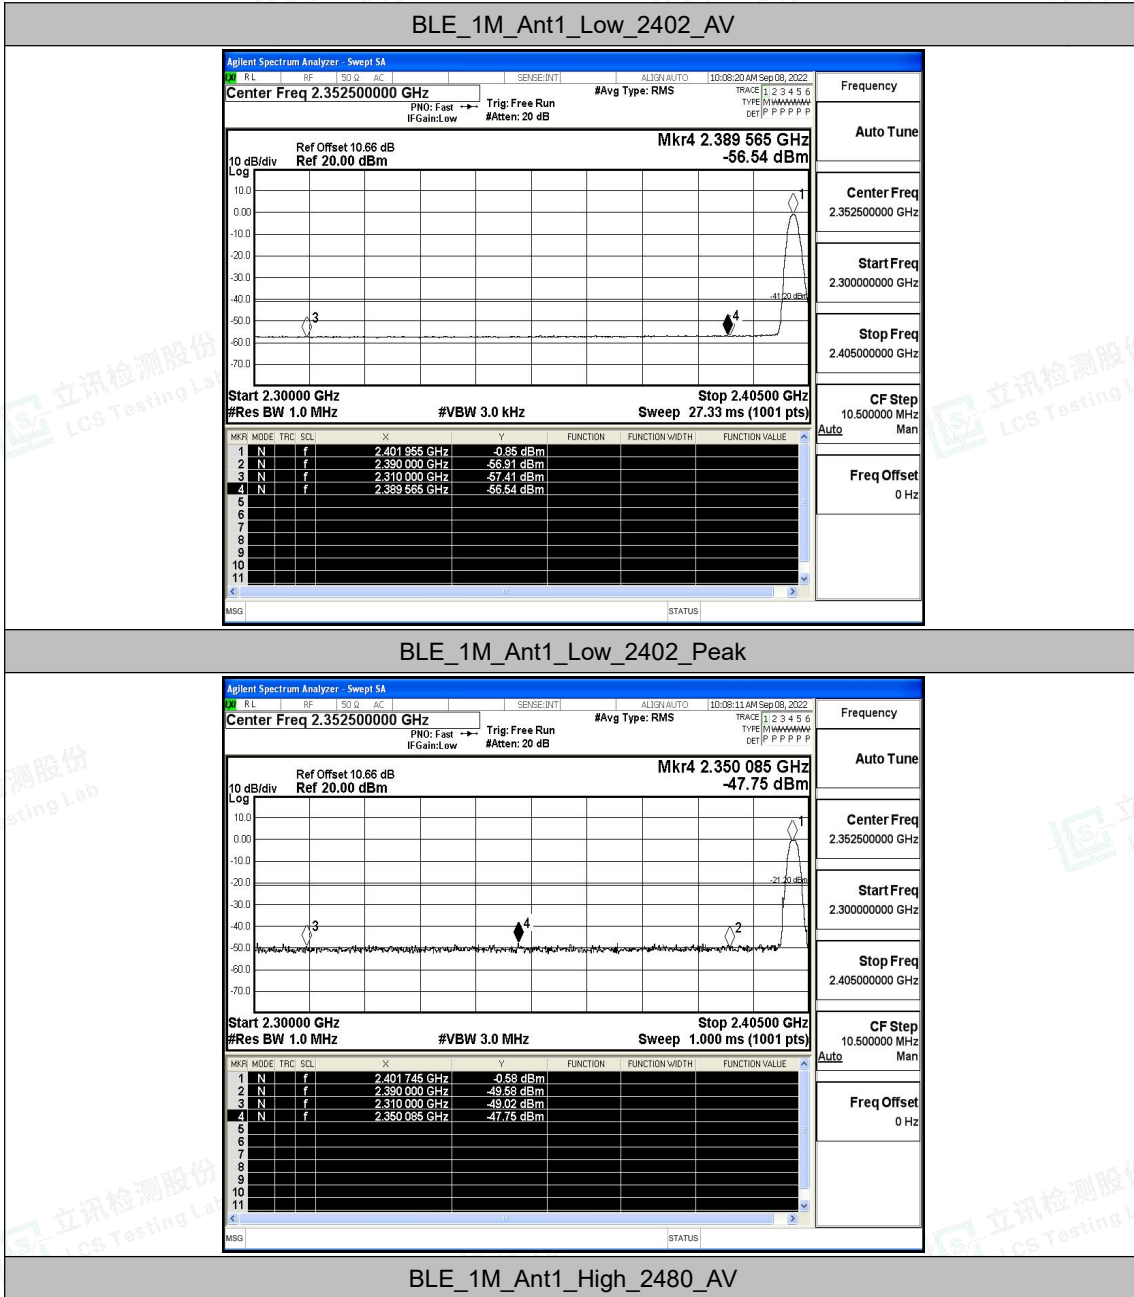 BLE_1M_Ant1_Low_2402_AV
Agilent Spectrum Analyzer - Swept SA
LXI RL RF 50 Ω AC SENSE:INT ALIGN AUTO 10:08:20 AM Sep 08, 2022
Center Freq 2.352500000 GHz #Avg Type: RMS TRACE 1 2 3 4 5 6
PNO: Fast Trig: Free Run TYPE M WWWWW
IFGain:Low #Atten: 20 dB DET P P P P P P
Frequency
Auto Tune
Mkr4 2.389 565 GHz
-56.54 dBm
Ref Offset 10.66 dB
10 dB/div Ref 20.00 dBm
Log
10.0
0.00
-10.0
-20.0
-30.0
-40.0
-50.0
-60.0
-70.0
1
-41.20 dBm
3
4
Center Freq
2.352500000 GHz
Start Freq
2.300000000 GHz
Stop Freq
2.405000000 GHz
CF Step
10.500000 MHz
Auto Man
Freq Offset
0 Hz
Start 2.30000 GHz Stop 2.40500 GHz
#Res BW 1.0 MHz #VBW 3.0 kHz Sweep 27.33 ms (1001 pts)
MKR MODE TRC SCL X Y FUNCTION FUNCTION WIDTH FUNCTION VALUE
1 N f 2.401 955 GHz -0.85 dBm
2 N f 2.390 000 GHz -56.91 dBm
3 N f 2.310 000 GHz -57.41 dBm
4 N f 2.389 565 GHz -56.54 dBm
5
6
7
8
9
10
11
MSG STATUS
BLE_1M_Ant1_Low_2402_Peak
Agilent Spectrum Analyzer - Swept SA
LXI RL RF 50 Ω AC SENSE:INT ALIGN AUTO 10:08:11 AM Sep 08, 2022
Center Freq 2.352500000 GHz #Avg Type: RMS TRACE 1 2 3 4 5 6
PNO: Fast Trig: Free Run TYPE M WWWWW
IFGain:Low #Atten: 20 dB DET P P P P P P
Frequency
Auto Tune
Mkr4 2.350 085 GHz
-47.75 dBm
Ref Offset 10.66 dB
10 dB/div Ref 20.00 dBm
Log
10.0
0.00
-10.0
-20.0
-30.0
-40.0
-50.0
-60.0
-70.0
1
-21.20 dBm
3
4
2
Center Freq
2.352500000 GHz
Start Freq
2.300000000 GHz
Stop Freq
2.405000000 GHz
CF Step
10.500000 MHz
Auto Man
Freq Offset
0 Hz
Start 2.30000 GHz Stop 2.40500 GHz
#Res BW 1.0 MHz #VBW 3.0 MHz Sweep 1.000 ms (1001 pts)
MKR MODE TRC SCL X Y FUNCTION FUNCTION WIDTH FUNCTION VALUE
1 N f 2.401 745 GHz -0.58 dBm
2 N f 2.390 000 GHz -49.58 dBm
3 N f 2.310 000 GHz -49.02 dBm
4 N f 2.350 085 GHz -47.75 dBm
5
6
7
8
9
10
11
MSG STATUS
BLE_1M_Ant1_High_2480_AV
立讯检测股份
LCS Testing Lab